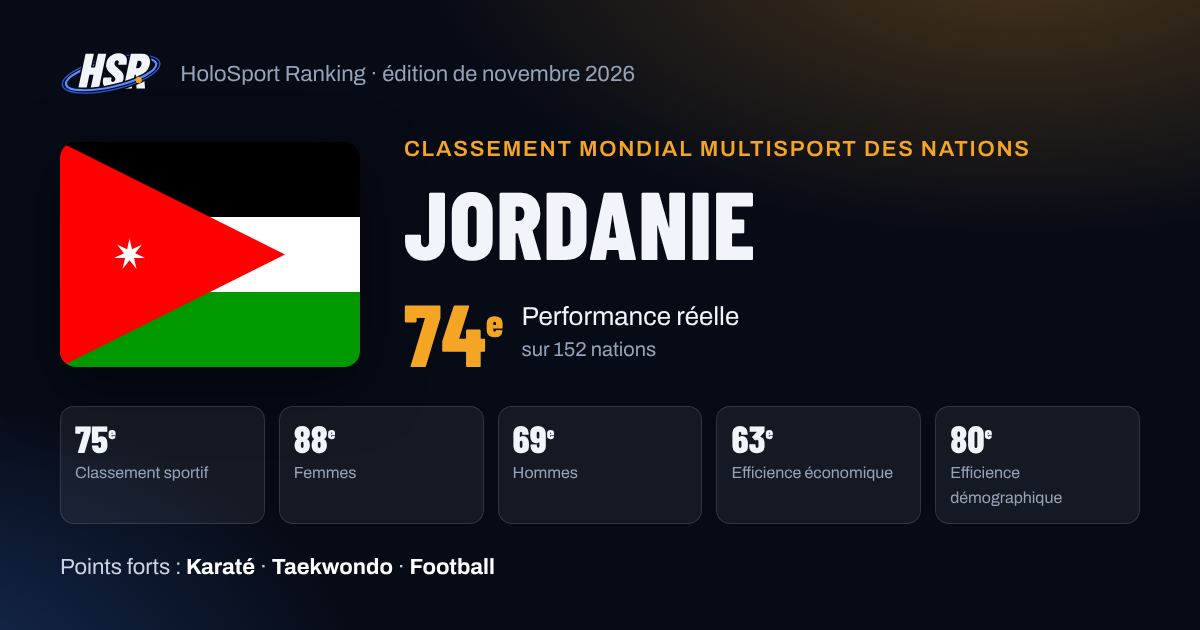 HSR
HoloSport Ranking · édition de novembre 2026
CLASSEMENT MONDIAL MULTISPORT DES NATIONS
JORDANIE
74e
Performance réelle
sur 152 nations
75e
Classement sportif
88e
Femmes
69e
Hommes
63e
Efficience économique
80e
Efficience
démographique
Points forts : Karaté · Taekwondo · Football